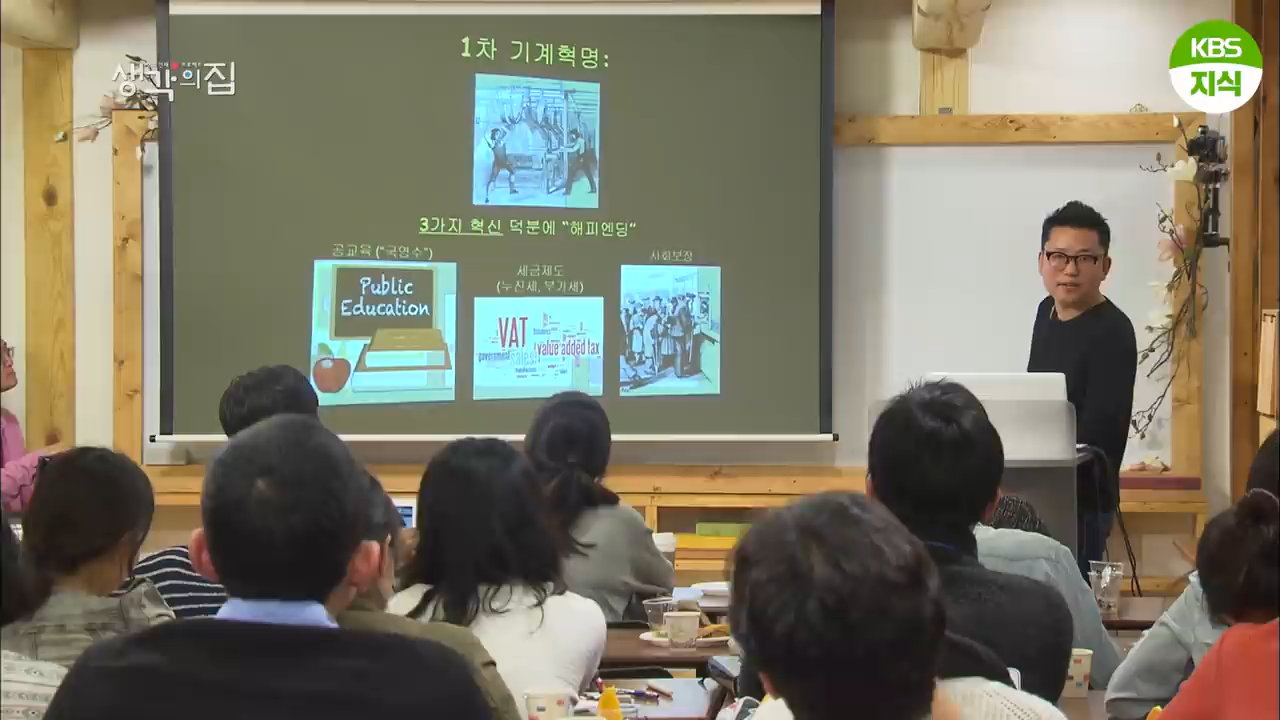 생각의집
KBS
지식
1차 기계혁명:
3가지 혁신 덕분에 "해피엔딩"
공교육 ("국영수")
세금제도
(누진세, 부가세)
사회보장
Public
Education
VAT
government
sales
value added tax